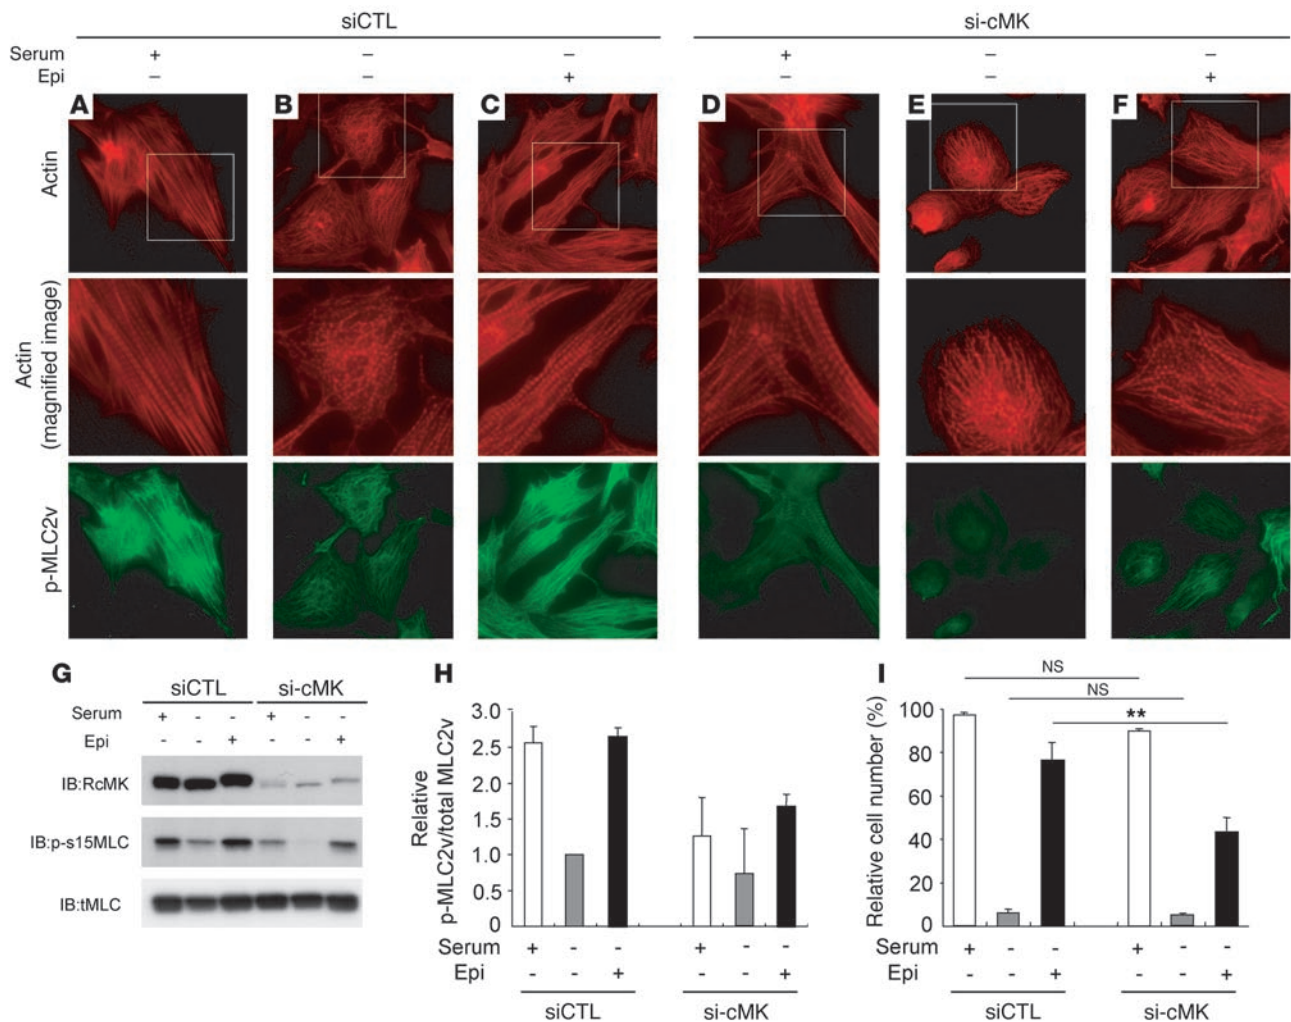 siCTL si-cMK
Serum + – – + – –
Epi – – + – – +
A B C D E F
Actin
Actin
(magnified image)
p-MLC2v
G
siCTL si-cMK
Serum + - - + - -
Epi - - + - - +
IB:RcMK
IB:p-s15MLC
IB:tMLC
H
Relative
p-MLC2v/total MLC2v
3.0
2.5
2.0
1.5
1.0
0.5
0
Serum + - - + - -
Epi - - + - - +
siCTL si-cMK
I
NS
NS
**
Relative cell number (%)
100
80
60
40
20
0
Serum + - - + - -
Epi - - + - - +
siCTL si-cMK